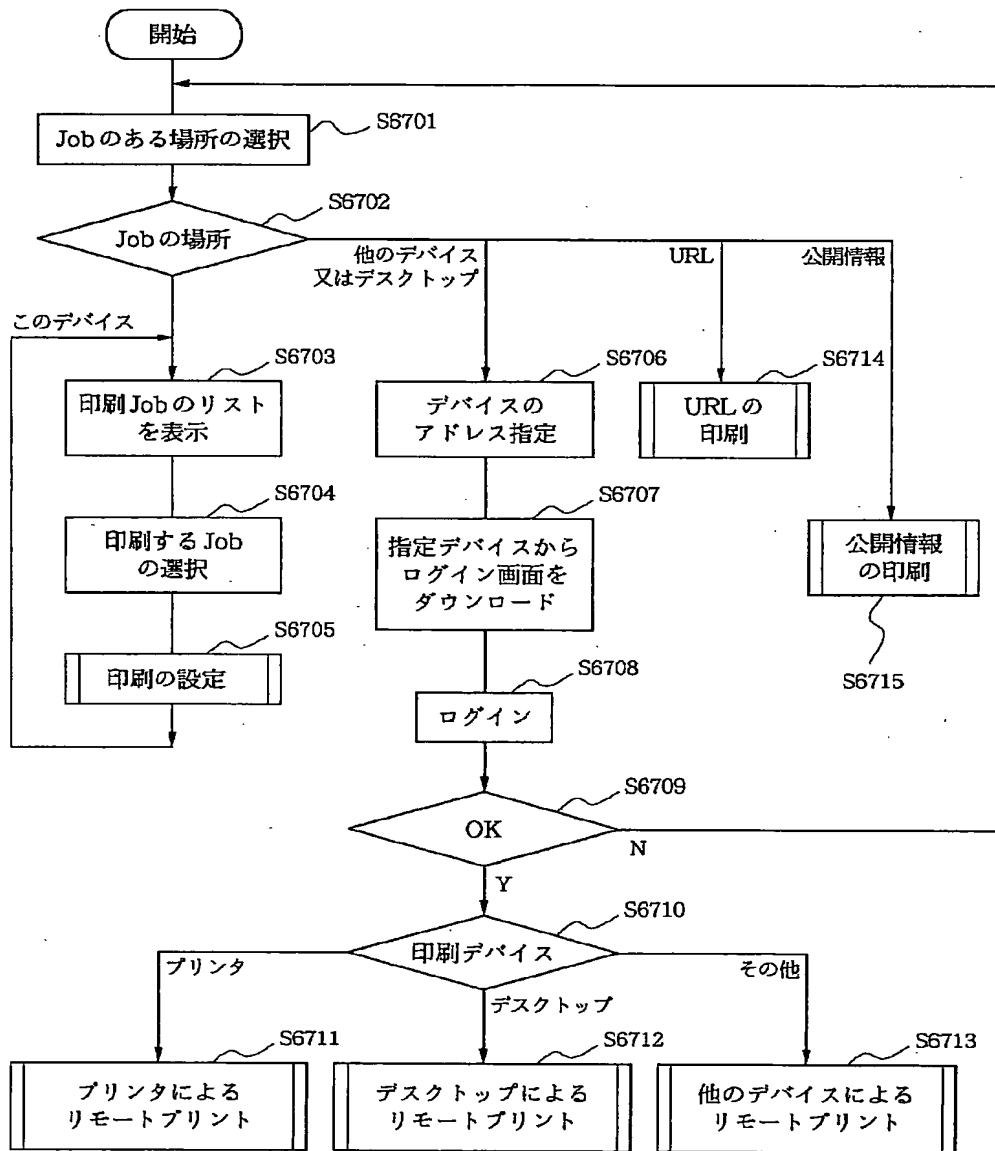 開始
Jobのある場所の選択
S6701
Jobの場所
S6702
他のデバイス
又はデスクトップ
URL
公開情報
このデバイス
印刷Jobのリスト
を表示
S6703
デバイスの
アドレス指定
S6706
URLの
印刷
S6714
印刷するJob
の選択
S6704
指定デバイスから
ログイン画面を
ダウンロード
S6707
公開情報
の印刷
S6715
印刷の設定
S6705
ログイン
S6708
OK
S6709
N
Y
印刷デバイス
S6710
プリンタ
デスクトップ
その他
プリンタによる
リモートプリント
S6711
デスクトップによる
リモートプリント
S6712
他のデバイスによる
リモートプリント
S6713